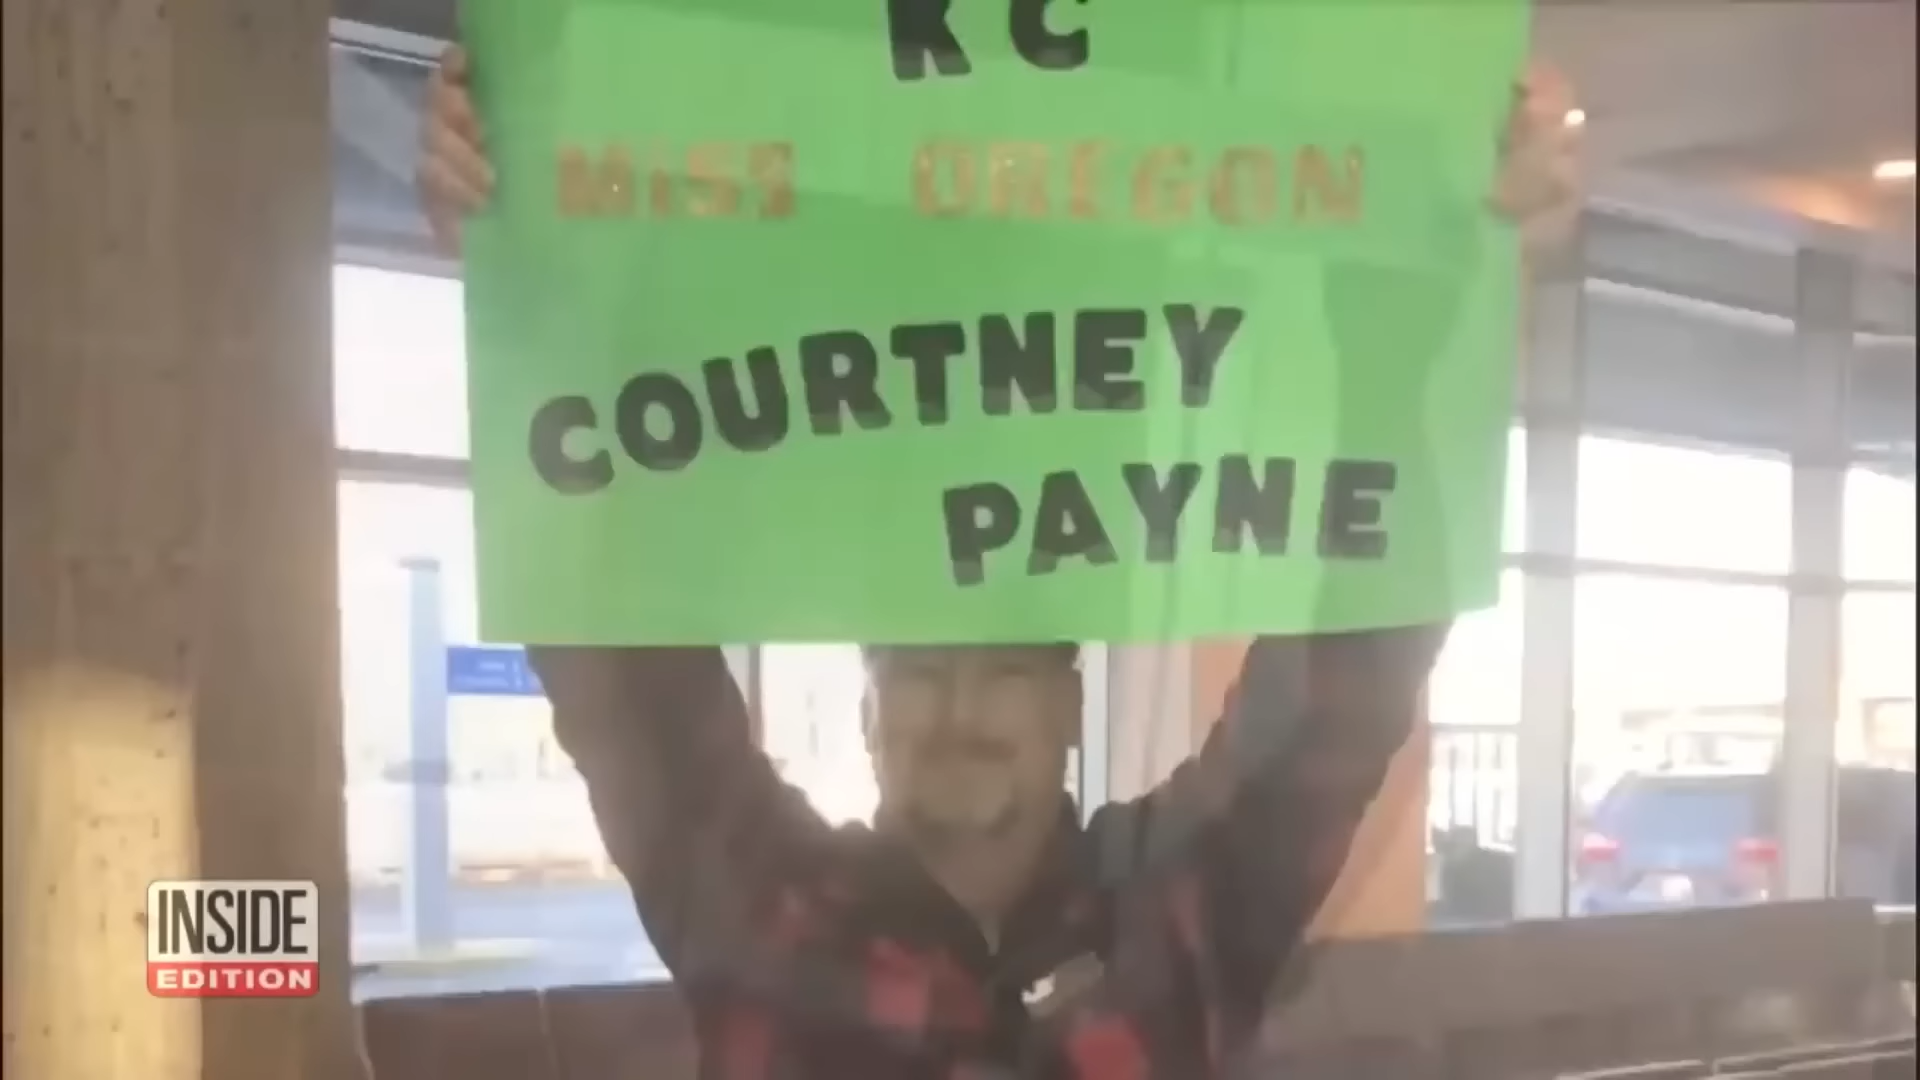 KC
MiSS OREGON
COURTNEY
PAYNE
INSIDE
EDITION